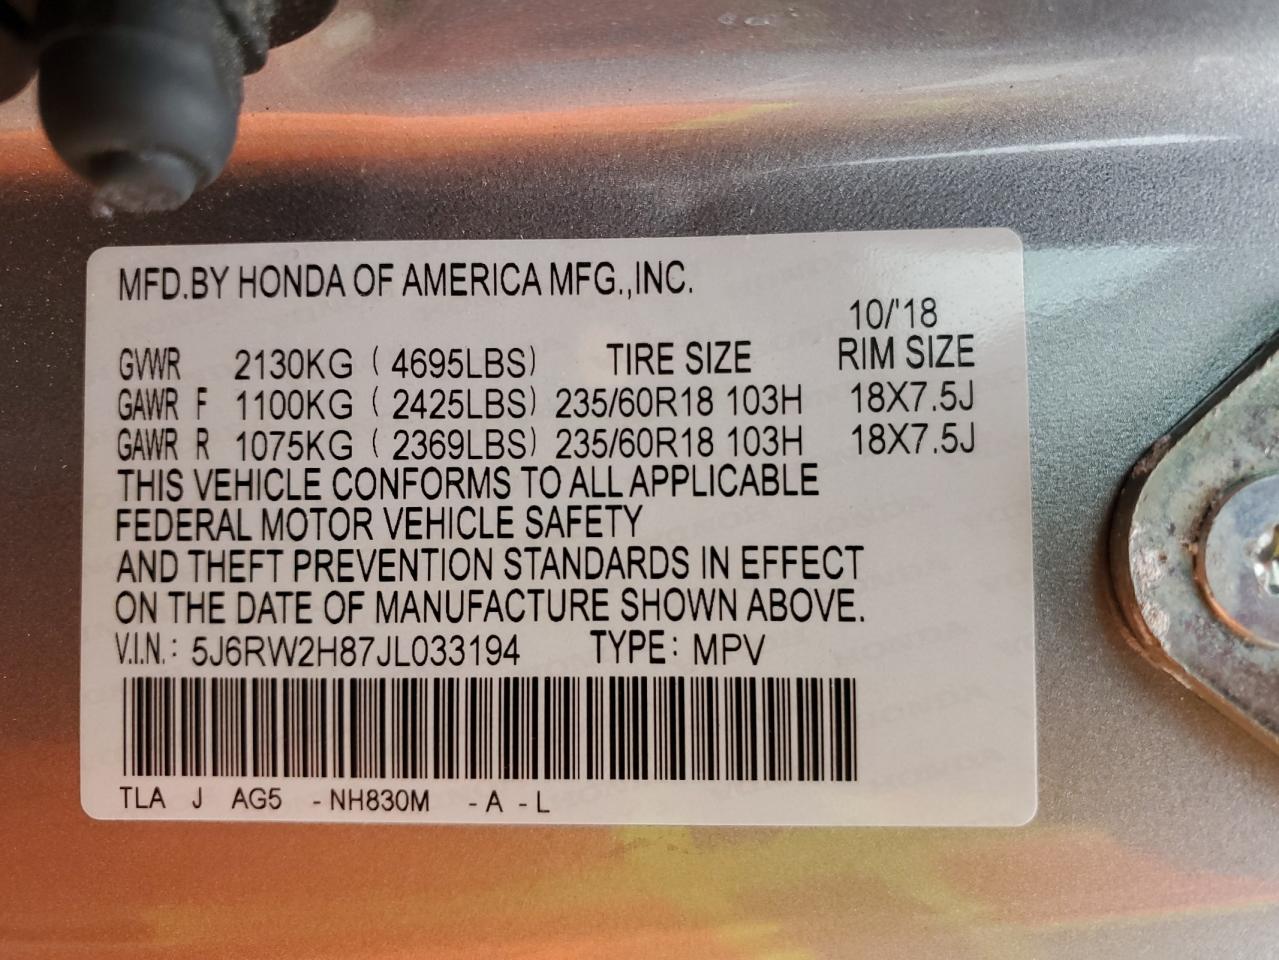 MFD.BY HONDA OF AMERICA MFG.,INC.
10/'18
GVWR 2130KG ( 4695LBS) TIRE SIZE RIM SIZE
GAWR F 1100KG ( 2425LBS) 235/60R18 103H 18X7.5J
GAWR R 1075KG ( 2369LBS) 235/60R18 103H 18X7.5J
THIS VEHICLE CONFORMS TO ALL APPLICABLE
FEDERAL MOTOR VEHICLE SAFETY
AND THEFT PREVENTION STANDARDS IN EFFECT
ON THE DATE OF MANUFACTURE SHOWN ABOVE.
V.I.N.: 5J6RW2H87JL033194 TYPE: MPV
TLA J AG5 -NH830M -A -L